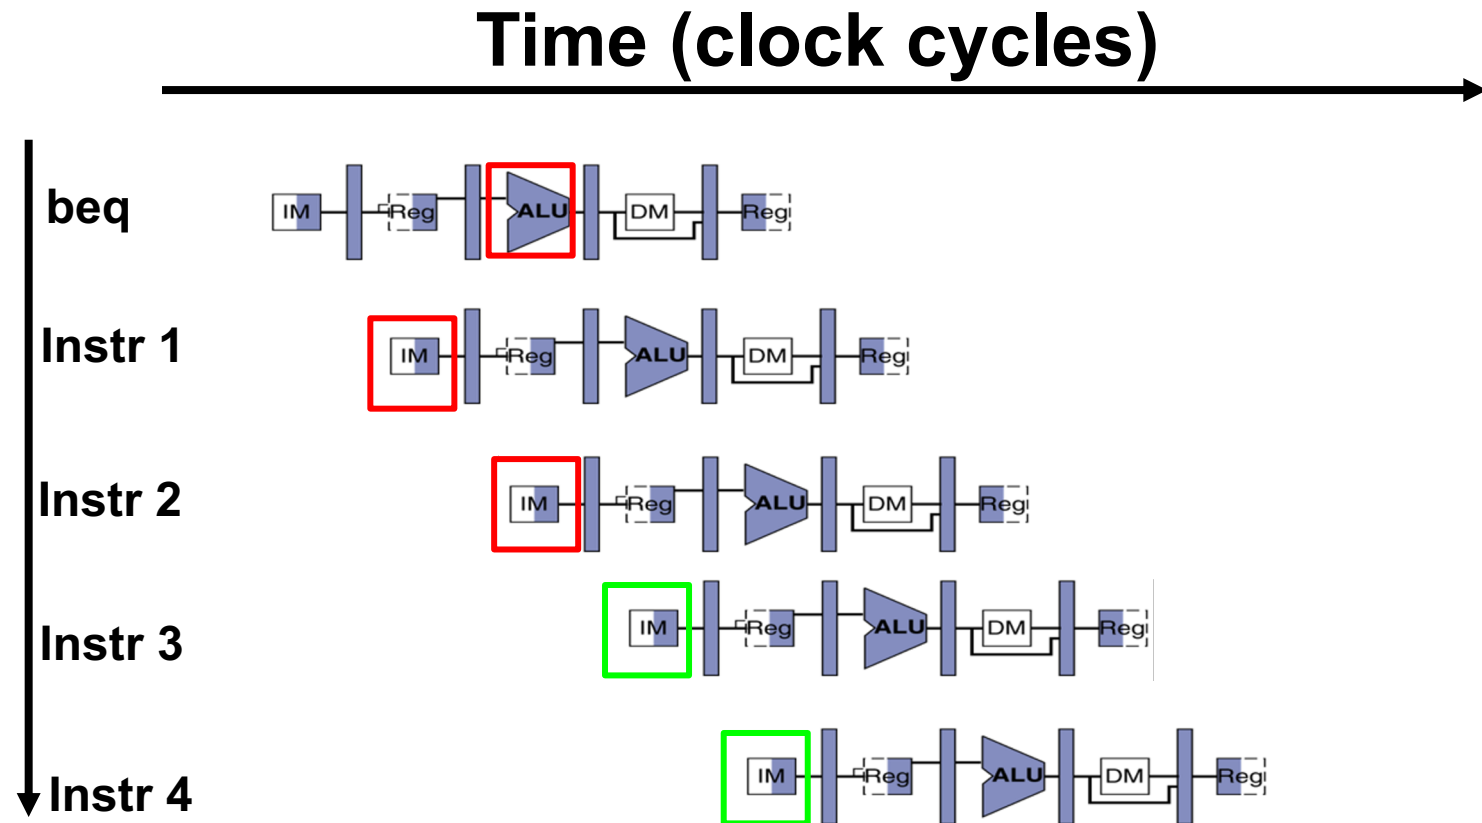 Time (clock cycles)
beq IM Reg ALU DM Reg
Instr 1 IM Reg ALU DM Reg
Instr 2 IM Reg ALU DM Reg
Instr 3 IM Reg ALU DM Reg
Instr 4 IM Reg ALU DM Reg